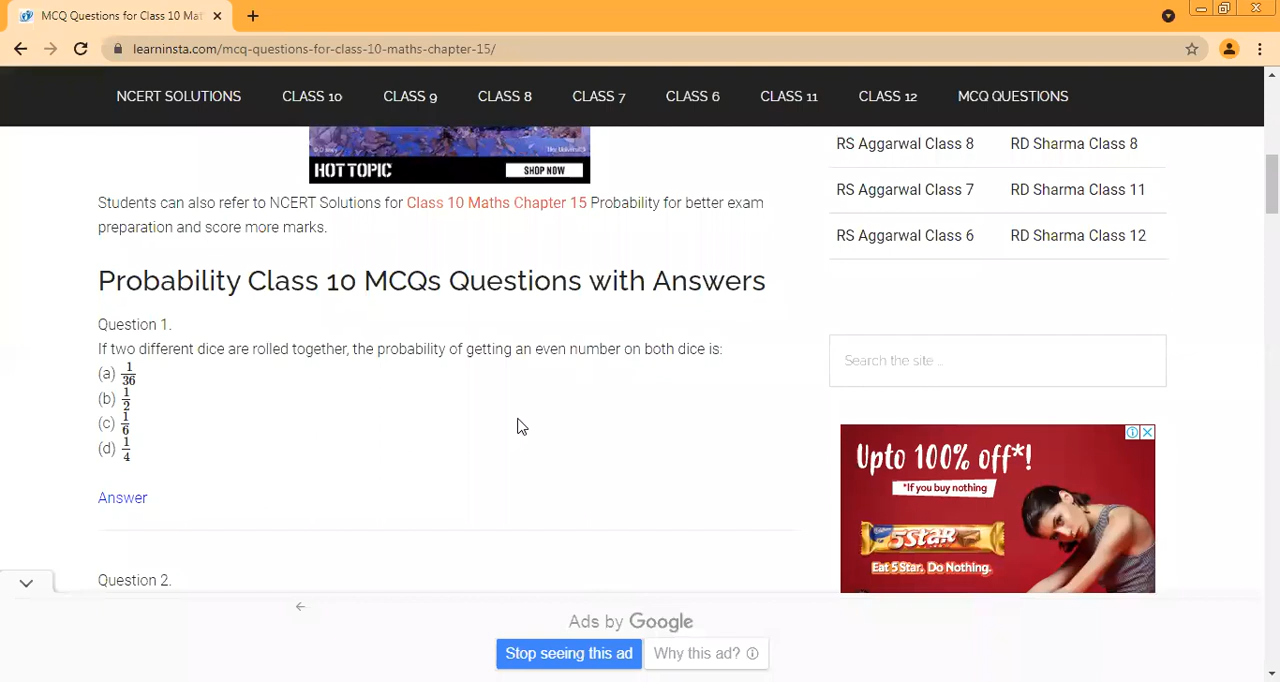 MCQ Questions for Class 10 Mat
learninsta.com/mcq-questions-for-class-10-maths-chapter-15/
NCERT SOLUTIONS CLASS 10 CLASS 9 CLASS 8 CLASS 7 CLASS 6 CLASS 11 CLASS 12 MCQ QUESTIONS
HOT TOPIC SHOP NOW
Students can also refer to NCERT Solutions for Class 10 Maths Chapter 15 Probability for better exam
preparation and score more marks.
Probability Class 10 MCQs Questions with Answers
Question 1.
If two different dice are rolled together, the probability of getting an even number on both dice is:
(a) 1/36
(b) 1/2
(c) 1/6
(d) 1/4
Answer
Question 2.
RS Aggarwal Class 8 RD Sharma Class 8
RS Aggarwal Class 7 RD Sharma Class 11
RS Aggarwal Class 6 RD Sharma Class 12
Search the site ...
Upto 100% off*!
*If you buy nothing
5Star
Eat 5 Star. Do Nothing.
Ads by Google
Stop seeing this ad Why this ad?